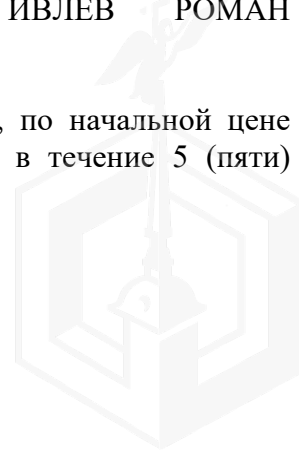 ИВЛЕВ РОМАН
, по начальной цене
в течение 5 (пяти)